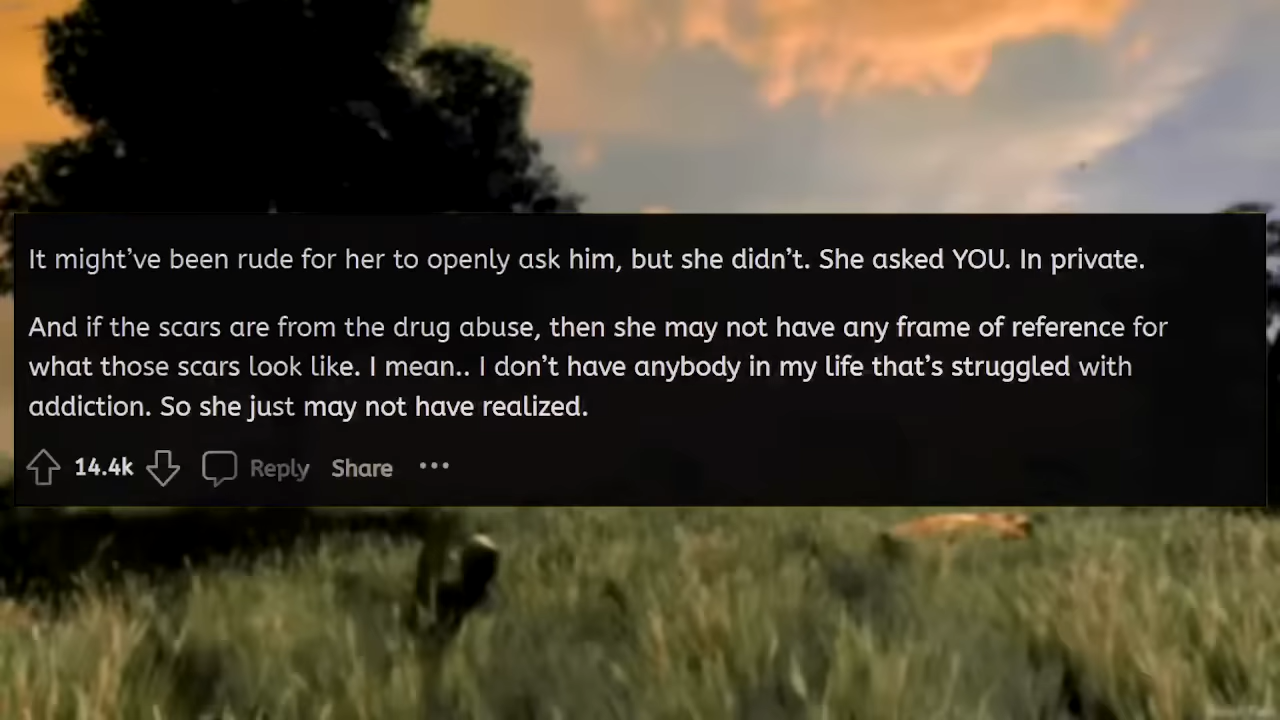 It might’ve been rude for her to openly ask him, but she didn’t. She asked YOU. In private.
And if the scars are from the drug abuse, then she may not have any frame of reference for
what those scars look like. I mean.. I don’t have anybody in my life that’s struggled with
addiction. So she just may not have realized.
14.4k Reply Share •••